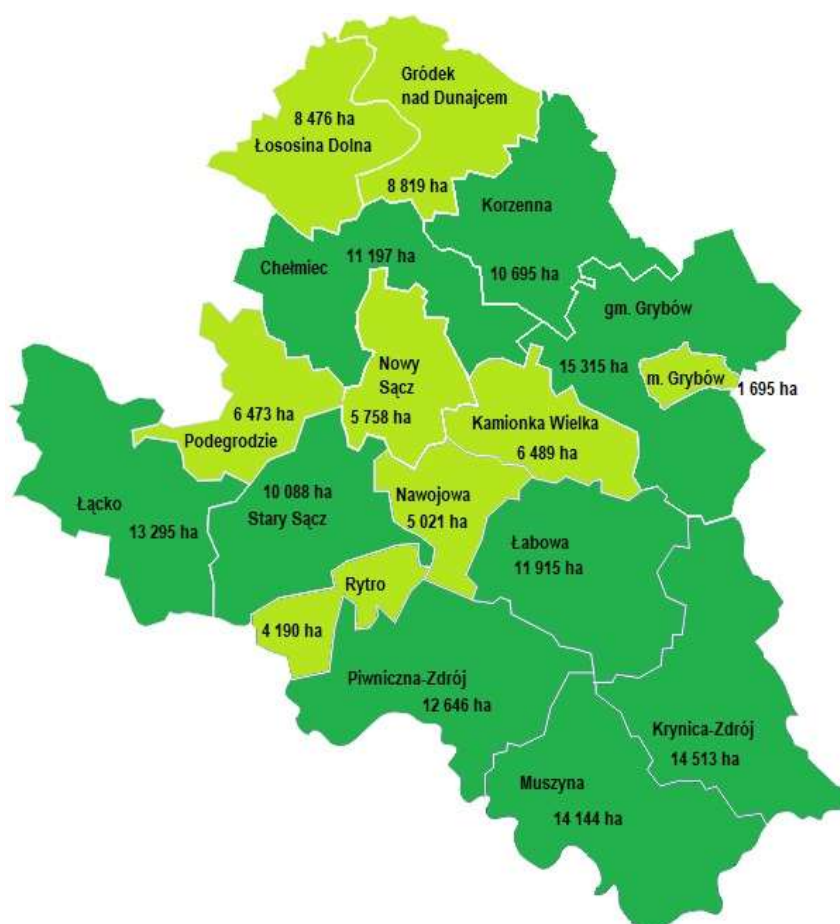 Gródek
nad Dunajcem
8 819 ha
8 476 ha
Łososina Dolna
Korzenna
10 695 ha
Chełmiec
11 197 ha
gm. Grybów
15 315 ha
m. Grybów
1 695 ha
Nowy
Sącz
5 758 ha
6 473 ha
Podegrodzie
Kamionka Wielka
6 489 ha
Łącko
13 295 ha
10 088 ha
Stary Sącz
Nawojowa
5 021 ha
Łabowa
11 915 ha
Rytro
4 190 ha
Piwniczna-Zdrój
12 646 ha
Krynica-Zdrój
14 513 ha
Muszyna
14 144 ha